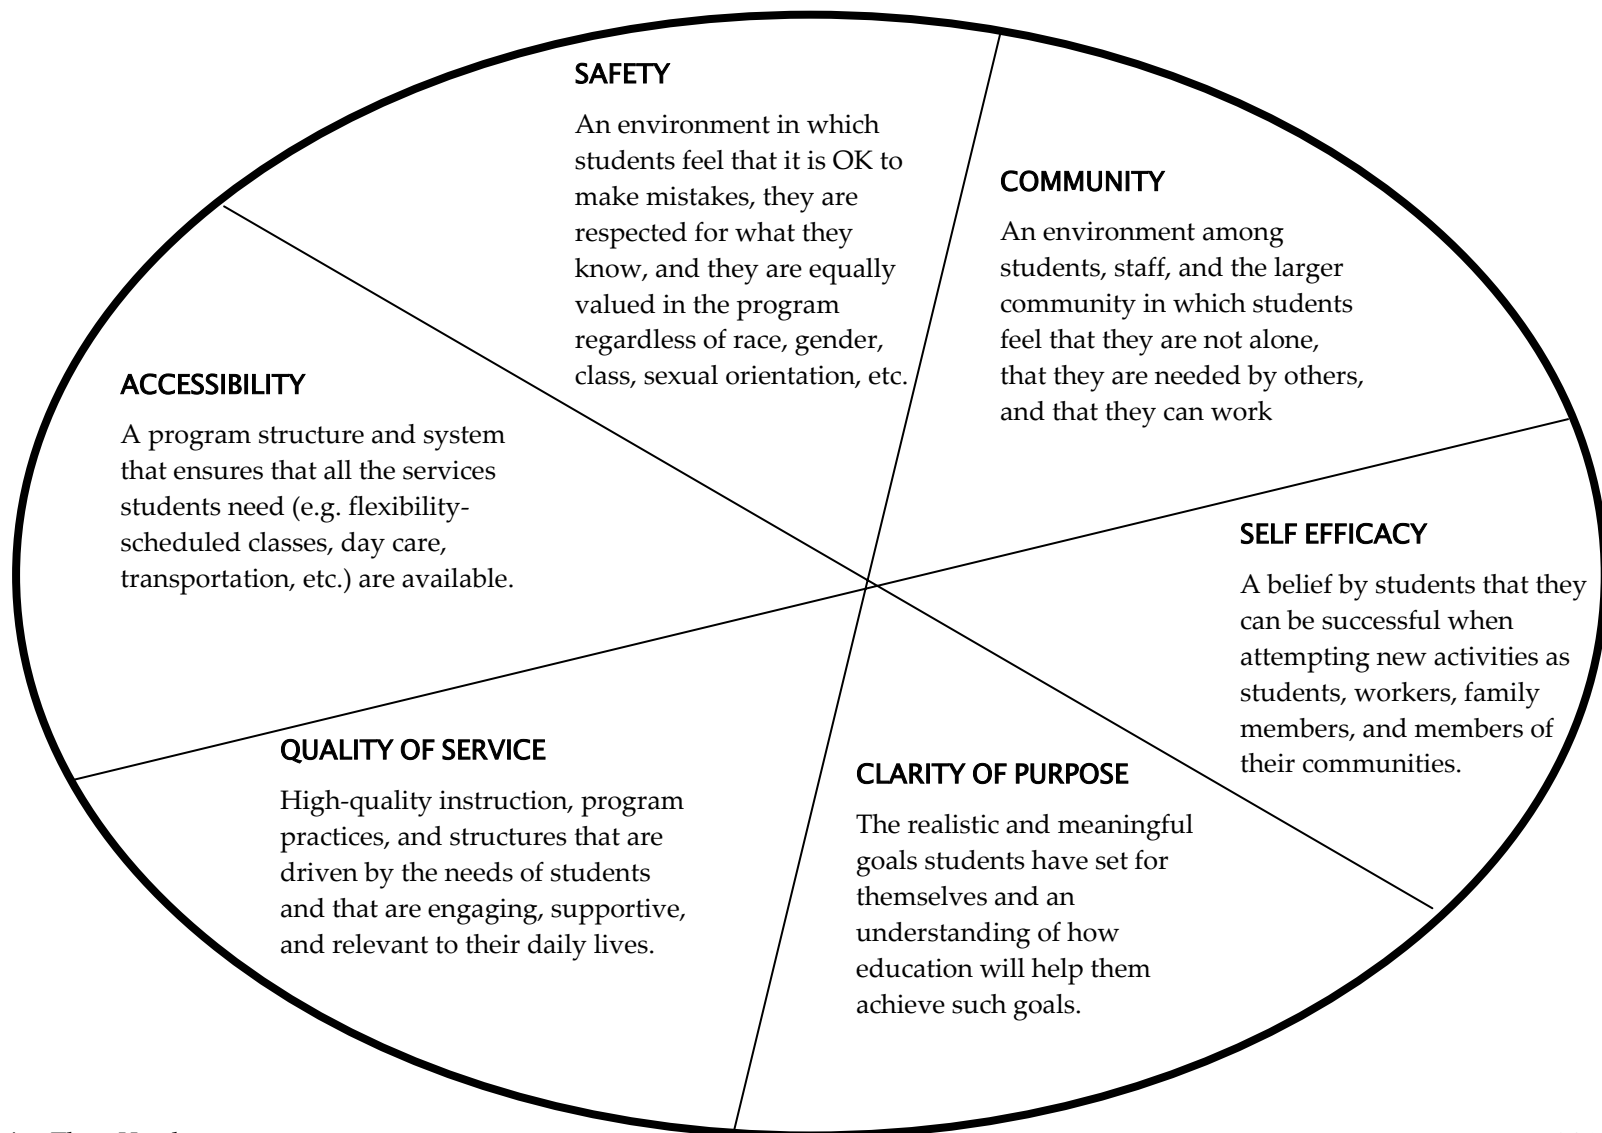 SAFETY
An environment in which
students feel that it is OK to
make mistakes, they are
respected for what they
know, and they are equally
valued in the program
regardless of race, gender,
class, sexual orientation, etc.
COMMUNITY
An environment among
students, staff, and the larger
community in which students
feel that they are not alone,
that they are needed by others,
and that they can work
ACCESSIBILITY
A program structure and system
that ensures that all the services
students need (e.g. flexibility-
scheduled classes, day care,
transportation, etc.) are available.
SELF EFFICACY
A belief by students that they
can be successful when
attempting new activities as
students, workers, family
members, and members of
their communities.
QUALITY OF SERVICE
High-quality instruction, program
practices, and structures that are
driven by the needs of students
and that are engaging, supportive,
and relevant to their daily lives.
CLARITY OF PURPOSE
The realistic and meaningful
goals students have set for
themselves and an
understanding of how
education will help them
achieve such goals.